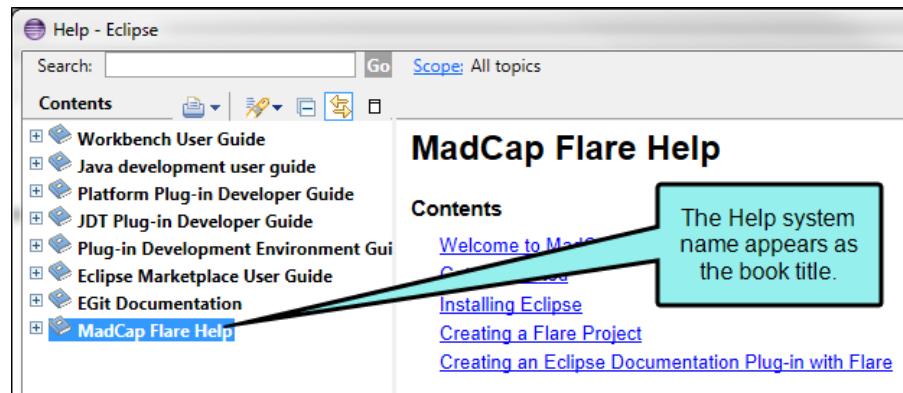 Help - Eclipse
Search: Go Scope: All topics
Contents
Workbench User Guide
Java development user guide
Platform Plug-in Developer Guide
JDT Plug-in Developer Guide
Plug-in Development Environment Gui
Eclipse Marketplace User Guide
EGit Documentation
MadCap Flare Help
MadCap Flare Help
Contents
Welcome to
Installing Eclipse
Creating a Flare Project
Creating an Eclipse Documentation Plug-in with Flare
The Help system
name appears as
the book title.